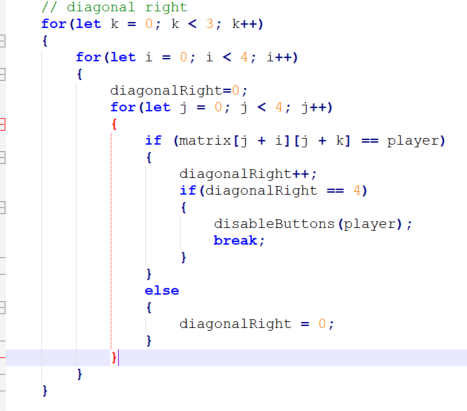 // diagonal right
for(let k = 0; k < 3; k++)
{
for(let i = 0; i < 4; i++)
{
diagonalRight=0;
for(let j = 0; j < 4; j++)
{
if (matrix[j + i][j + k] == player)
{
diagonalRight++;
if(diagonalRight == 4)
{
disableButtons(player);
break;
}
}
else
{
diagonalRight = 0;
}
}
}
}